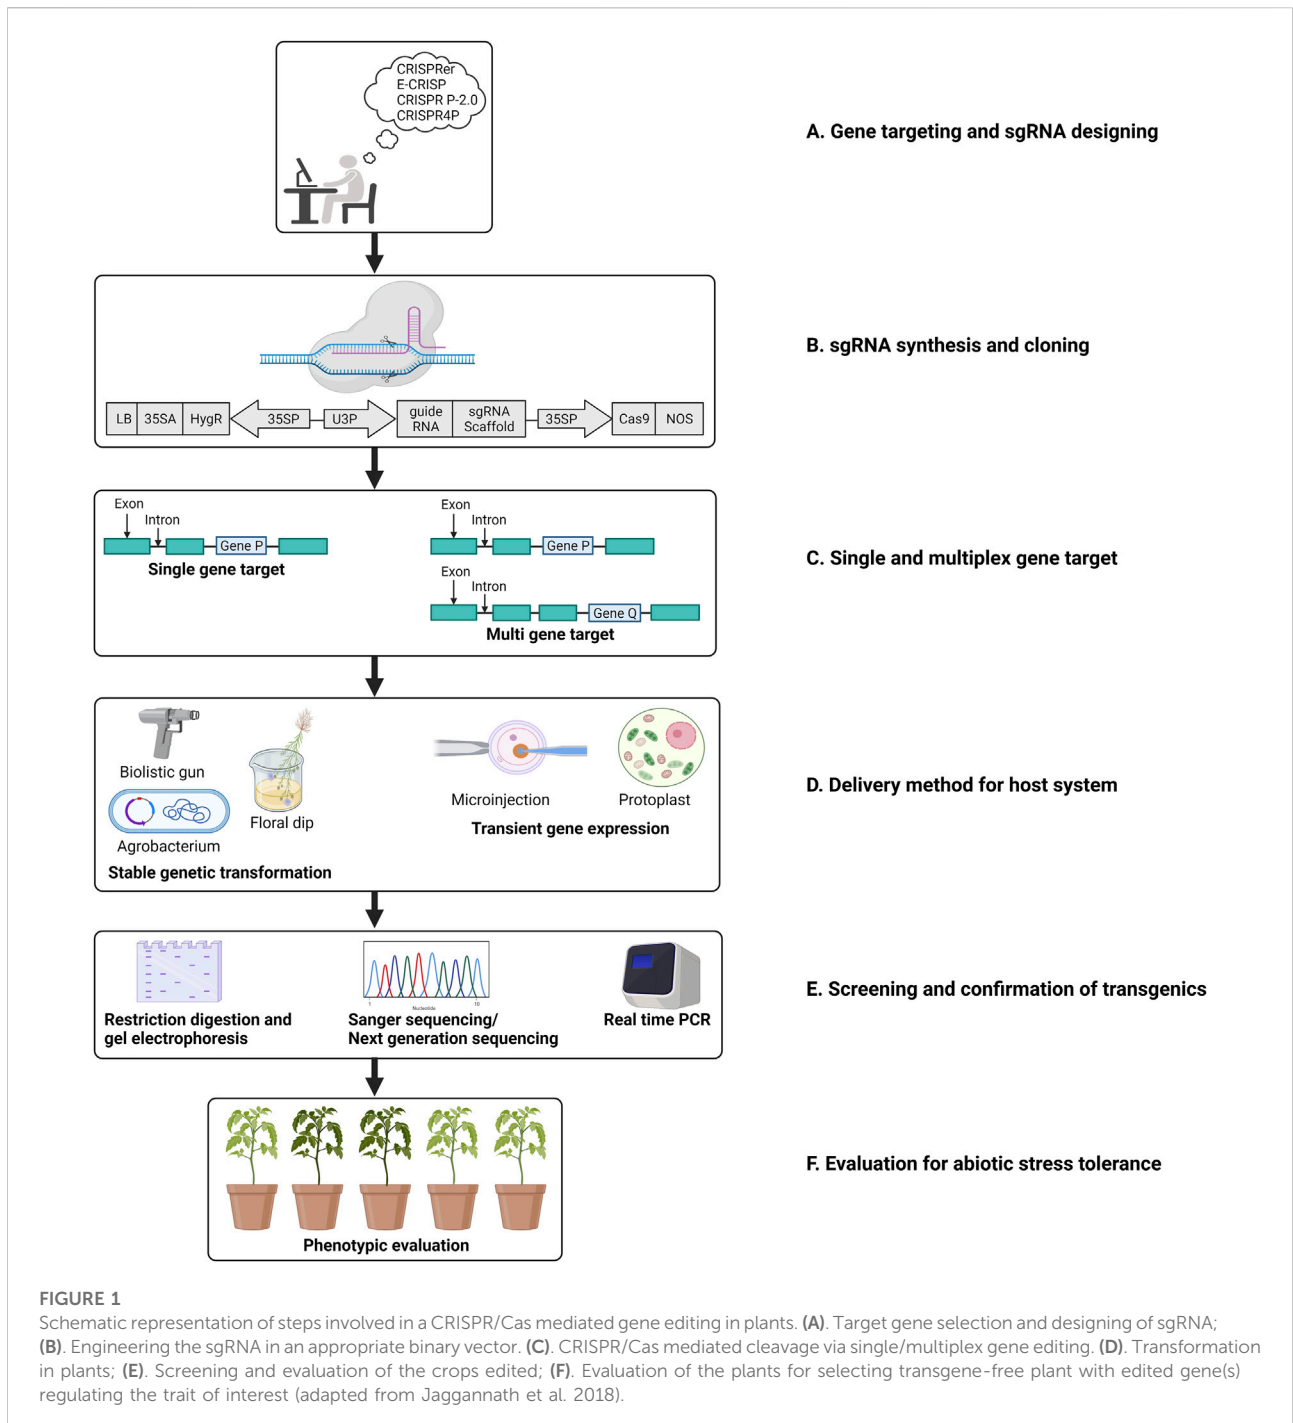 CRISPRer
E-CRISP
CRISPR P-2.0
CRISPR4P
A. Gene targeting and sgRNA designing
B. sgRNA synthesis and cloning
LB
35SA
HygR
35SP
U3P
guide
RNA
sgRNA
Scaffold
35SP
Cas9
NOS
Exon
Intron
Gene P
Single gene target
Exon
Intron
Gene P
Exon
Intron
Gene Q
Multi gene target
C. Single and multiplex gene target
Biolistic gun
Agrobacterium
Floral dip
Stable genetic transformation
Microinjection
Protoplast
Transient gene expression
D. Delivery method for host system
Restriction digestion and
gel electrophoresis
1
10
Nucleotide
Sanger sequencing/
Next generation sequencing
Real time PCR
E. Screening and confirmation of transgenics
Phenotypic evaluation
F. Evaluation for abiotic stress tolerance
FIGURE 1
Schematic representation of steps involved in a CRISPR/Cas mediated gene editing in plants. (A). Target gene selection and designing of sgRNA;
(B). Engineering the sgRNA in an appropriate binary vector. (C). CRISPR/Cas mediated cleavage via single/multiplex gene editing. (D). Transformation
in plants; (E). Screening and evaluation of the crops edited; (F). Evaluation of the plants for selecting transgene-free plant with edited gene(s)
regulating the trait of interest (adapted from Jaggannath et al. 2018).